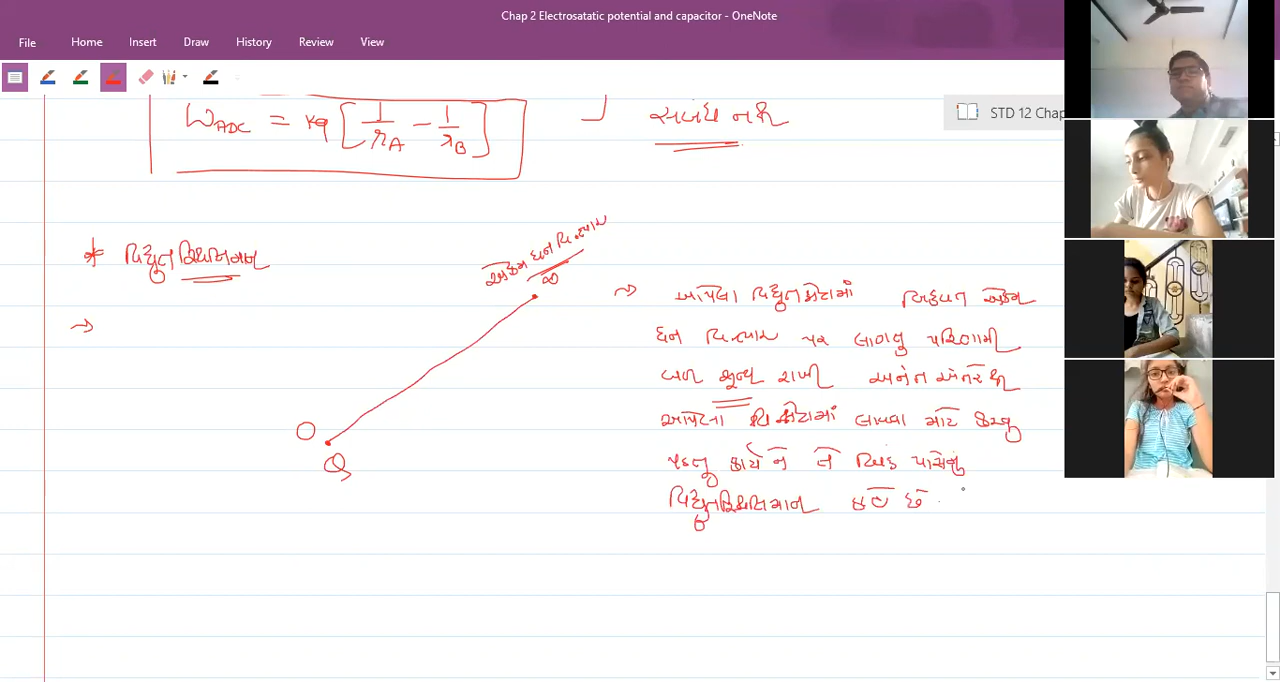 Chap 2 Electrosatatic potential and capacitor - OneNote
File Home Insert Draw History Review View
STD 12 Chap
W_ADC = kq [ 1/r_A − 1/r_B ]
સબંધ નથી
* વિદ્યુતસ્થિતિમાન
એકમ ધન વિદ્યુતભાર
∞
O
Q
→ આપેલા વિદ્યુતક્ષેત્રમાં એકમ
ધન પર લાગતુ પરિણામી
બળ શૂન્ય રાખી અનંત અંતરેથી
આપેલા લાવવા માટે કરવુ
પડતુ કાર્ય ને તે બિંદુ પાસેનું
વિદ્યુતસ્થિતિમાન કહે છે.